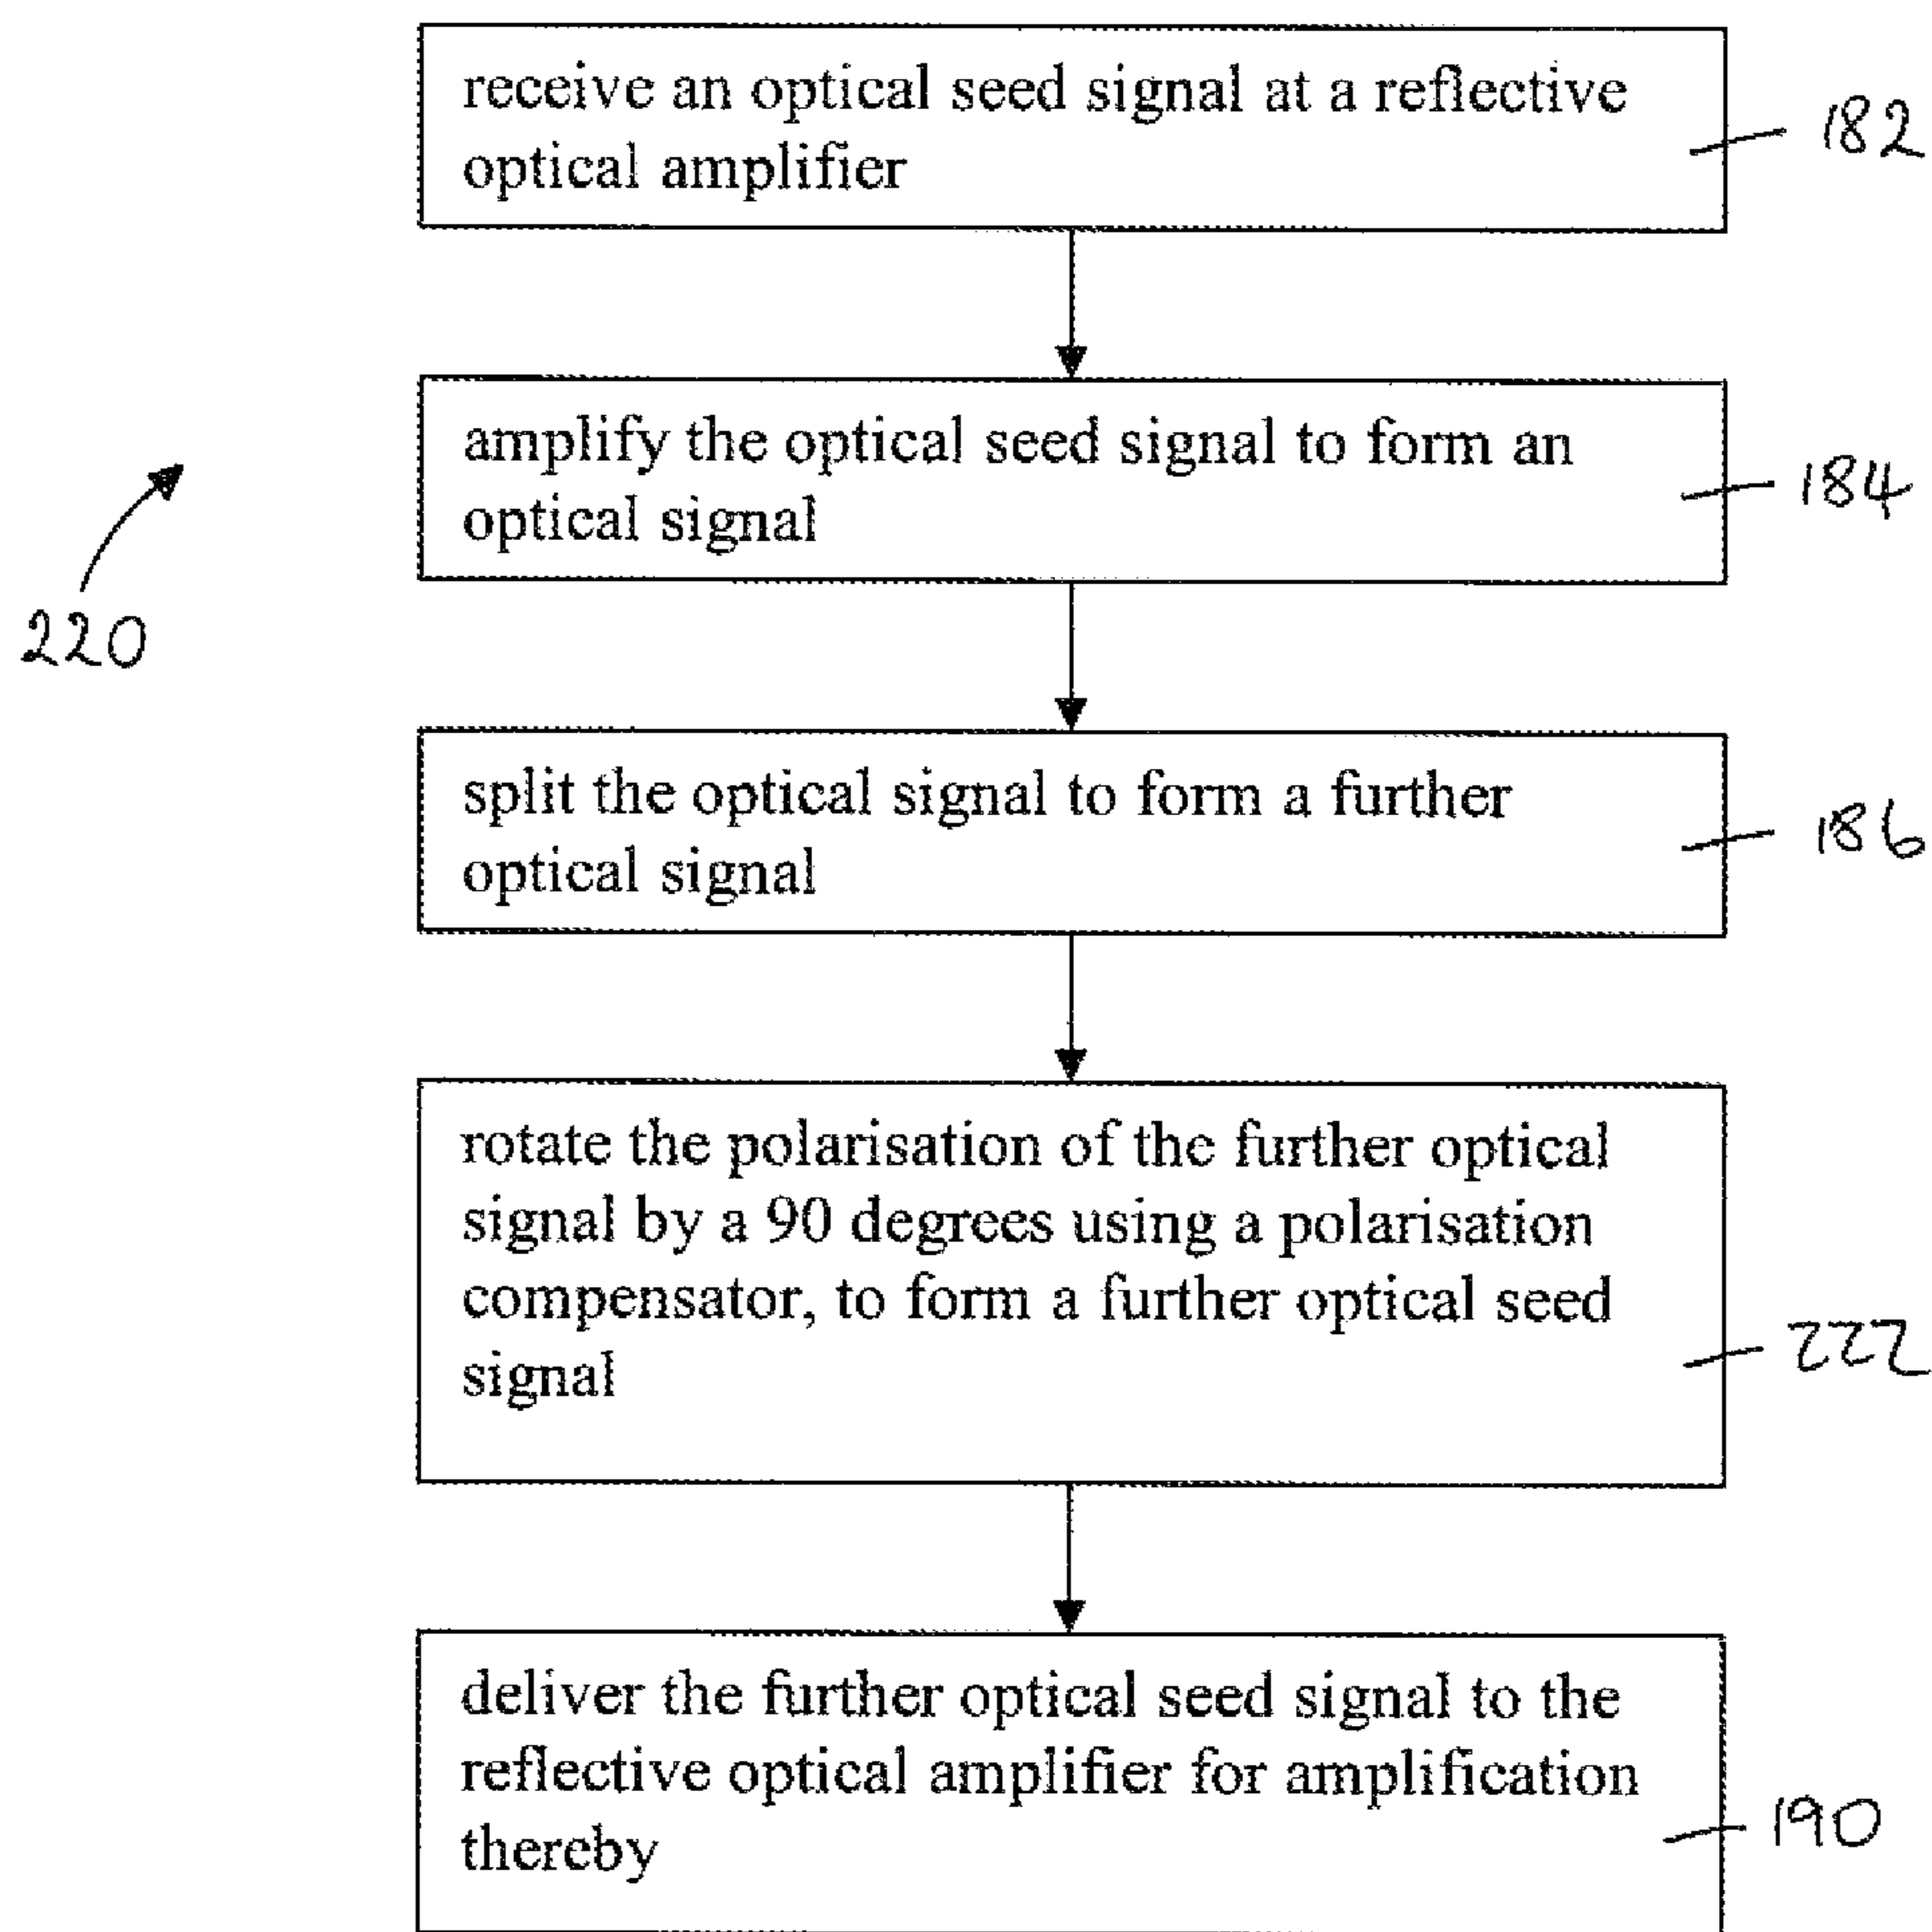 receive an optical seed signal at a reflective
optical amplifier
182
amplify the optical seed signal to form an
optical signal
184
220
split the optical signal to form a further
optical signal
186
rotate the polarisation of the further optical
signal by a 90 degrees using a polarisation
compensator, to form a further optical seed
signal
222
deliver the further optical seed signal to the
reflective optical amplifier for amplification
thereby
190